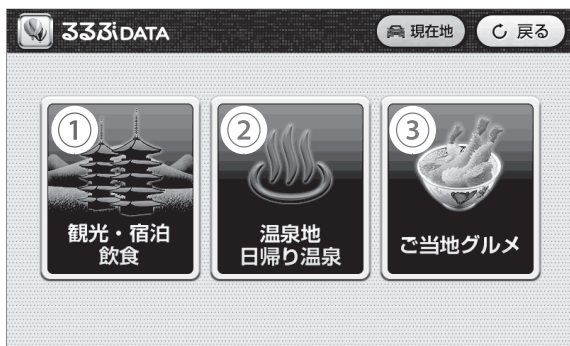 るるぶDATA
現在地
戻る
①
観光・宿泊
飲食
②
温泉地
日帰り温泉
③
ご当地グルメ